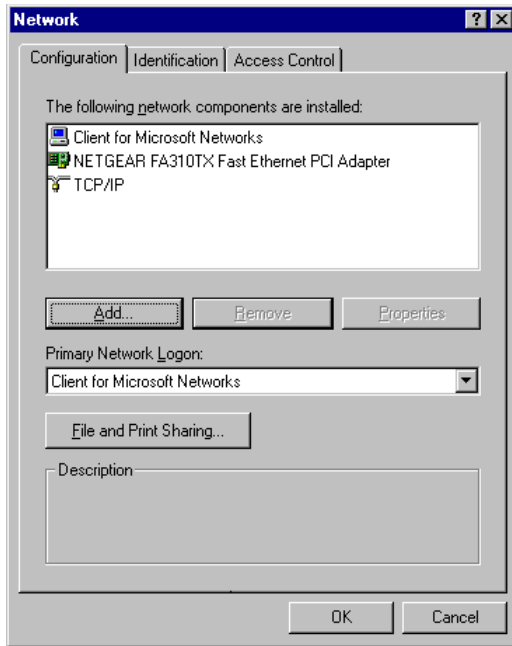 Network
Configuration Identification Access Control
The following network components are installed:
Client for Microsoft Networks
NETGEAR FA310TX Fast Ethernet PCI Adapter
TCP/IP
Add... Remove Properties
Primary Network Logon:
Client for Microsoft Networks
File and Print Sharing...
Description
OK Cancel